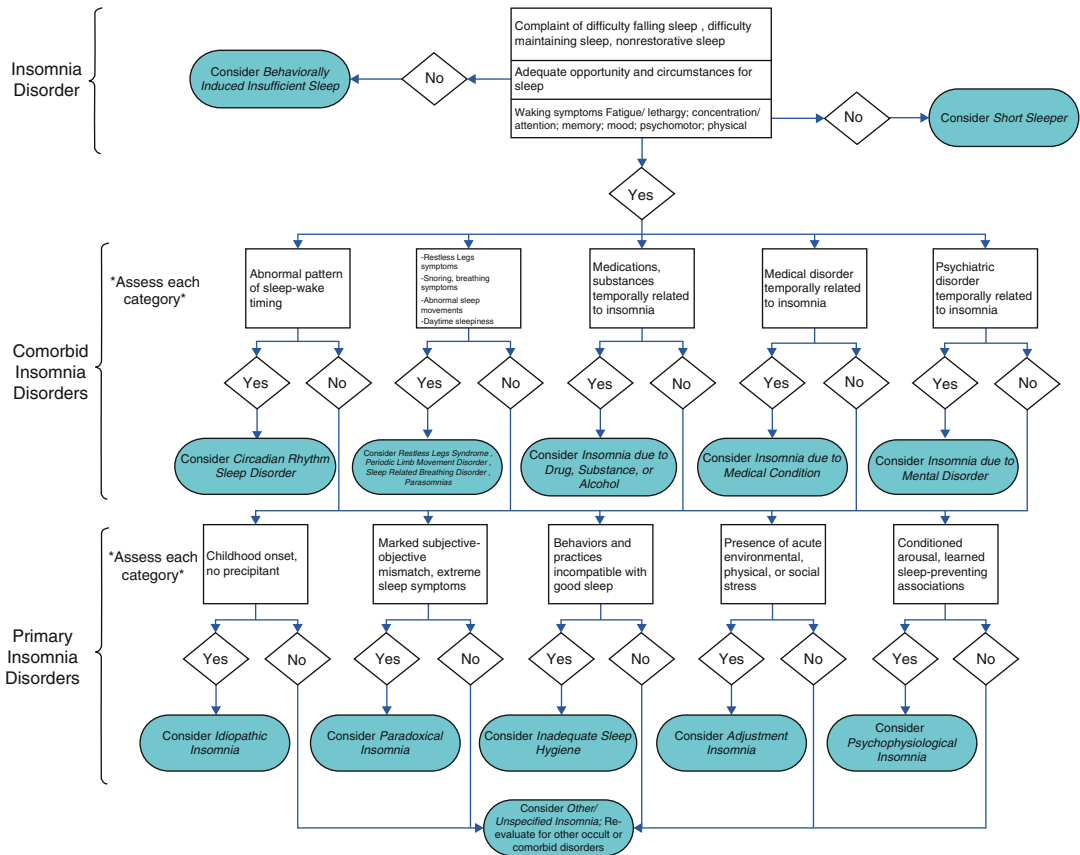 Complaint of difficulty falling sleep , difficulty
maintaining sleep, nonrestorative sleep
Insomnia
Disorder
Consider Behaviorally
Induced Insufficient Sleep
No
Adequate opportunity and circumstances for
sleep
Waking symptoms Fatigue/ lethargy; concentration/
attention; memory; mood; psychomotor; physical
No
Consider Short Sleeper
Yes
*Assess each
category*
Comorbid
Insomnia
Disorders
Abnormal pattern
of sleep-wake
timing
-Restless Legs
symptoms
-Snoring, breathing
symptoms
-Abnormal sleep
movements
-Daytime sleepiness
Medications,
substances
temporally related
to insomnia
Medical disorder
temporally related to
insomnia
Psychiatric
disorder
temporally related
to insomnia
Yes
No
Yes
No
Yes
No
Yes
No
Yes
No
Consider Circadian Rhythm
Sleep Disorder
Consider Restless Legs Syndrome ,
Periodic Limb Movement Disorder ,
Sleep Related Breathing Disorder ,
Parasomnias
Consider Insomnia due to
Drug, Substance, or
Alcohol
Consider Insomnia due to
Medical Condition
Consider Insomnia due to
Mental Disorder
*Assess each
category*
Primary
Insomnia
Disorders
Childhood onset,
no precipitant
Marked subjective-
objective
mismatch, extreme
sleep symptoms
Behaviors and
practices
incompatible with
good sleep
Presence of acute
environmental,
physical, or social
stress
Conditioned
arousal, learned
sleep-preventing
associations
Yes
No
Yes
No
Yes
No
Yes
No
Yes
No
Consider Idiopathic
Insomnia
Consider Paradoxical
Insomnia
Consider Inadequate Sleep
Hygiene
Consider Adjustment
Insomnia
Consider
Psychophysiological
Insomnia
Consider Other/
Unspecified Insomnia; Re-
evaluate for other occult or
comorbid disorders